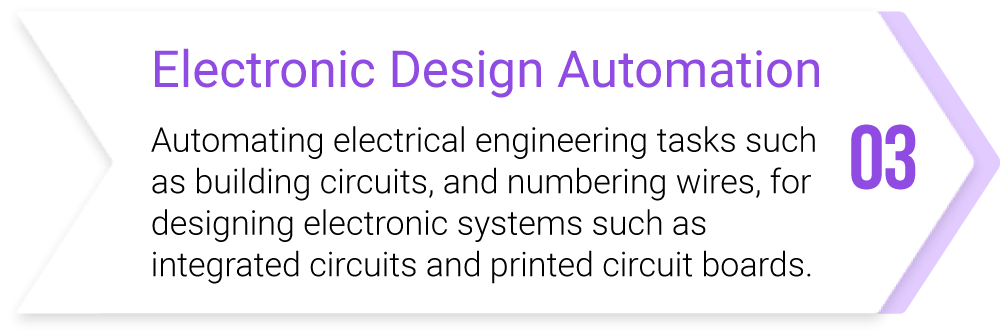 Electronic Design Automation
Automating electrical engineering tasks such
as building circuits, and numbering wires, for
designing electronic systems such as
integrated circuits and printed circuit boards.
03